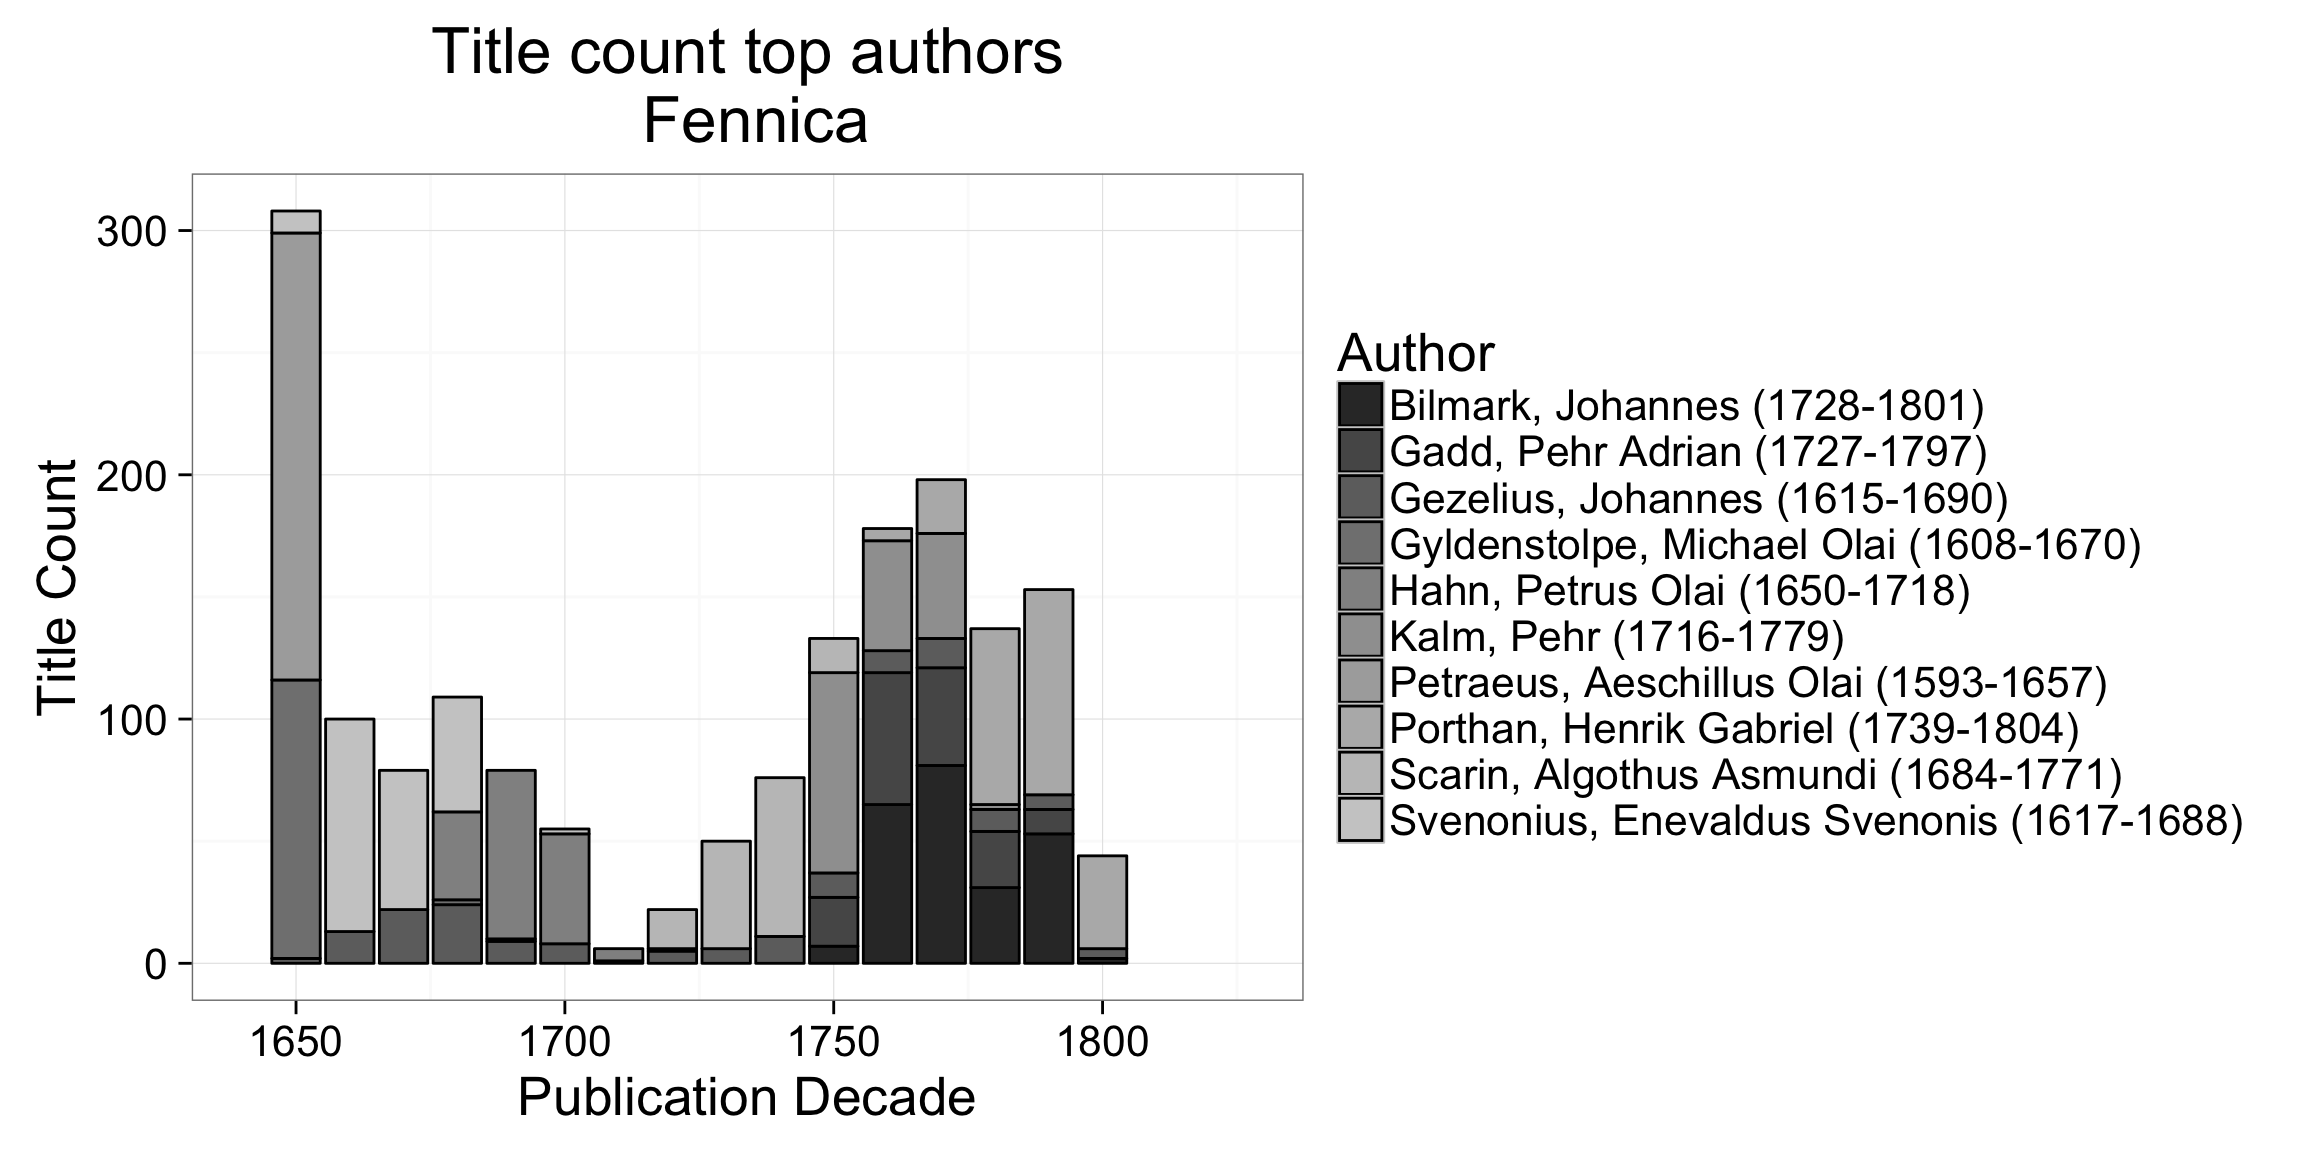 Title count top authors
Fennica
Title Count
300
200
100
0
1650
1700
1750
1800
Publication Decade
Author
Bilmark, Johannes (1728-1801)
Gadd, Pehr Adrian (1727-1797)
Gezelius, Johannes (1615-1690)
Gyldenstolpe, Michael Olai (1608-1670)
Hahn, Petrus Olai (1650-1718)
Kalm, Pehr (1716-1779)
Petraeus, Aeschillus Olai (1593-1657)
Porthan, Henrik Gabriel (1739-1804)
Scarin, Algothus Asmundi (1684-1771)
Svenonius, Enevaldus Svenonis (1617-1688)